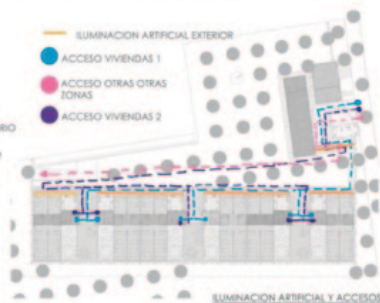 ILUMINACION ARTIFICIAL EXTERIOR
ACCESO VIVIENDAS 1
ACCESO OTRAS OTRAS
ZONAS
ACCESO VIVIENDAS 2
ILUMINACION ARTIFICIAL Y ACCESOS